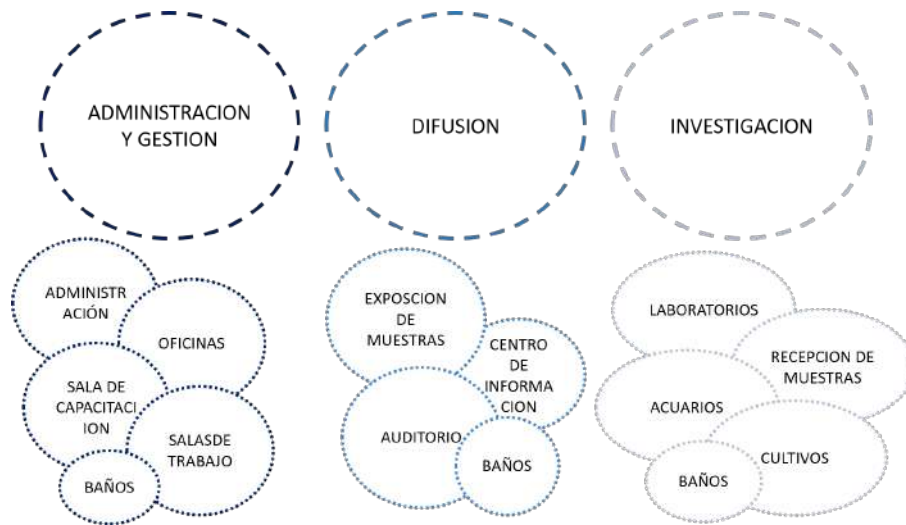 ADMINISTRACION
Y GESTION
DIFUSION
INVESTIGACION
ADMINISTR
ACIÓN
OFICINAS
SALA DE
CAPACITACI
ION
SALASDE
TRABAJO
BAÑOS
EXPOSCION
DE
MUESTRAS
CENTRO
DE
INFORMA
CION
AUDITORIO
BAÑOS
LABORATORIOS
RECEPCION DE
MUESTRAS
ACUARIOS
CULTIVOS
BAÑOS